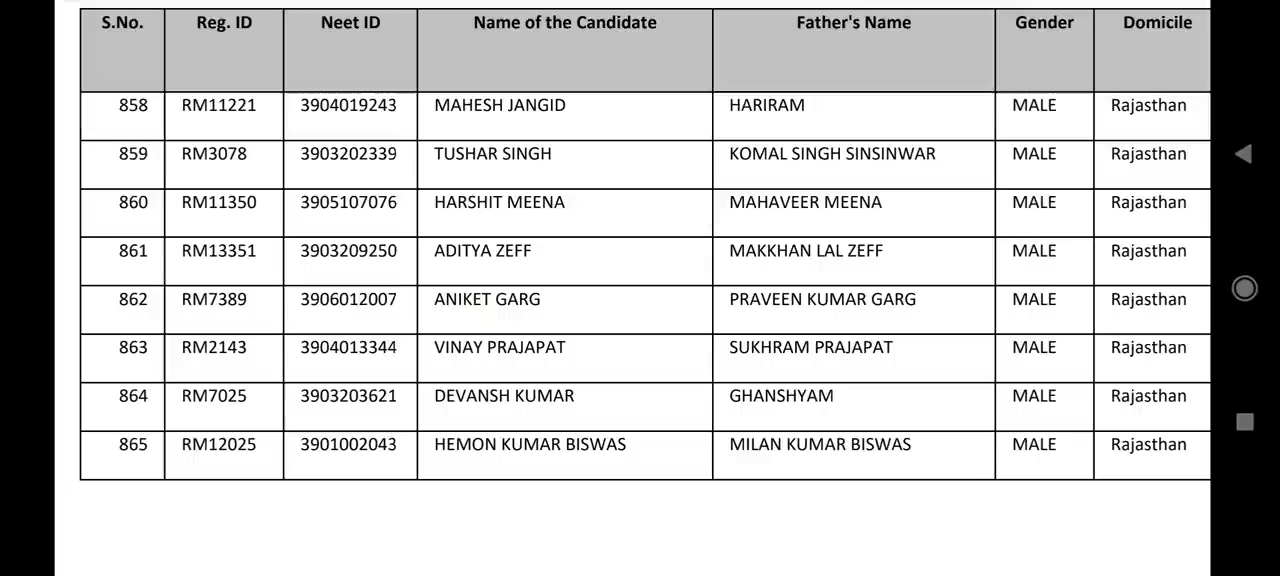 S.No. Reg. ID Neet ID Name of the Candidate Father's Name Gender Domicile
858 RM11221 3904019243 MAHESH JANGID HARIRAM MALE Rajasthan
859 RM3078 3903202339 TUSHAR SINGH KOMAL SINGH SINSINWAR MALE Rajasthan
860 RM11350 3905107076 HARSHIT MEENA MAHAVEER MEENA MALE Rajasthan
861 RM13351 3903209250 ADITYA ZEFF MAKKHAN LAL ZEFF MALE Rajasthan
862 RM7389 3906012007 ANIKET GARG PRAVEEN KUMAR GARG MALE Rajasthan
863 RM2143 3904013344 VINAY PRAJAPAT SUKHRAM PRAJAPAT MALE Rajasthan
864 RM7025 3903203621 DEVANSH KUMAR GHANSHYAM MALE Rajasthan
865 RM12025 3901002043 HEMON KUMAR BISWAS MILAN KUMAR BISWAS MALE Rajasthan